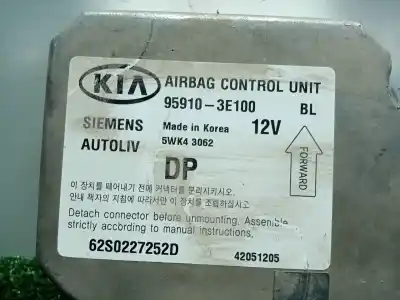 KIA AIRBAG CONTROL UNIT
95910-3E100 BL
SIEMENS Made in Korea 12V
AUTOLIV 5WK4 3062
DP
FORWARD
이 장치를 떼어내기 전에 커넥터를 분리시키시오.
안내 책자의 지침에 따라서만 이 장치를 조립하십시오
Detach connector before unmounting. Assemble
strictly according to manual instructions.
62S0227252D 42051205